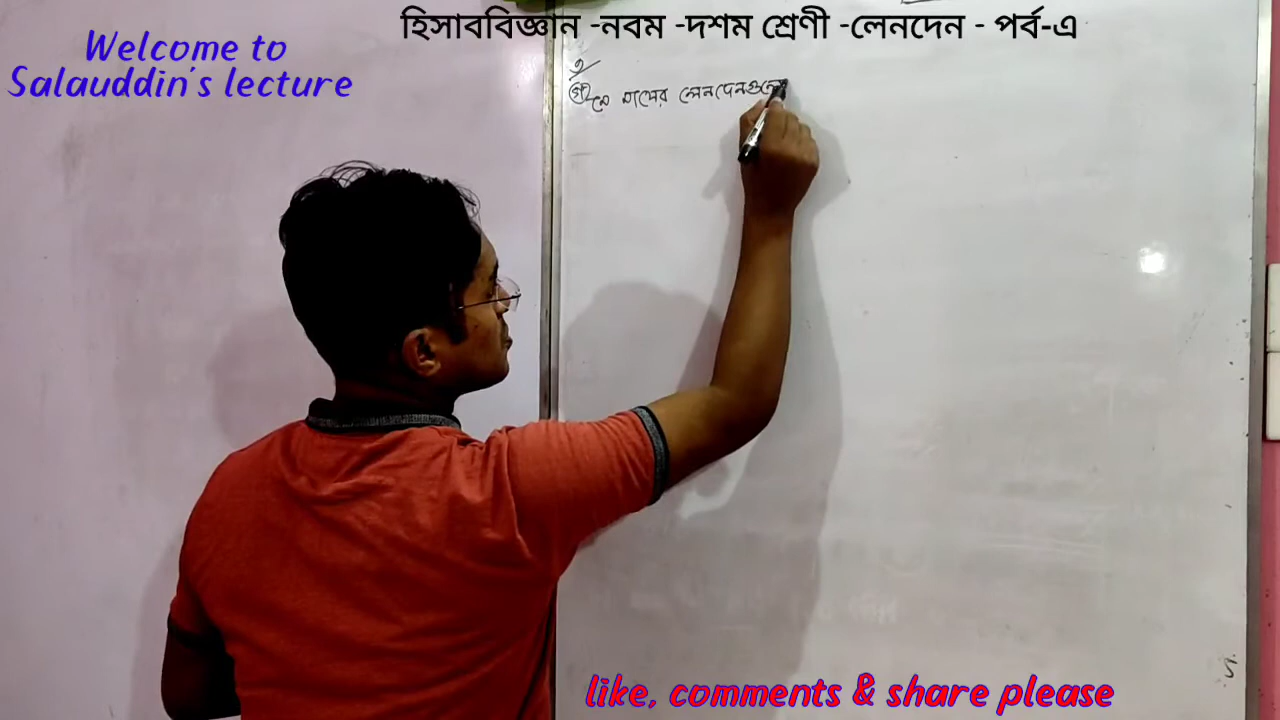 হিসাববিজ্ঞান -নবম -দশম শ্রেণী -লেনদেন - পর্ব-এ
Welcome to
Salauddin's lecture
লেনদেনগুলো
like, comments & share please